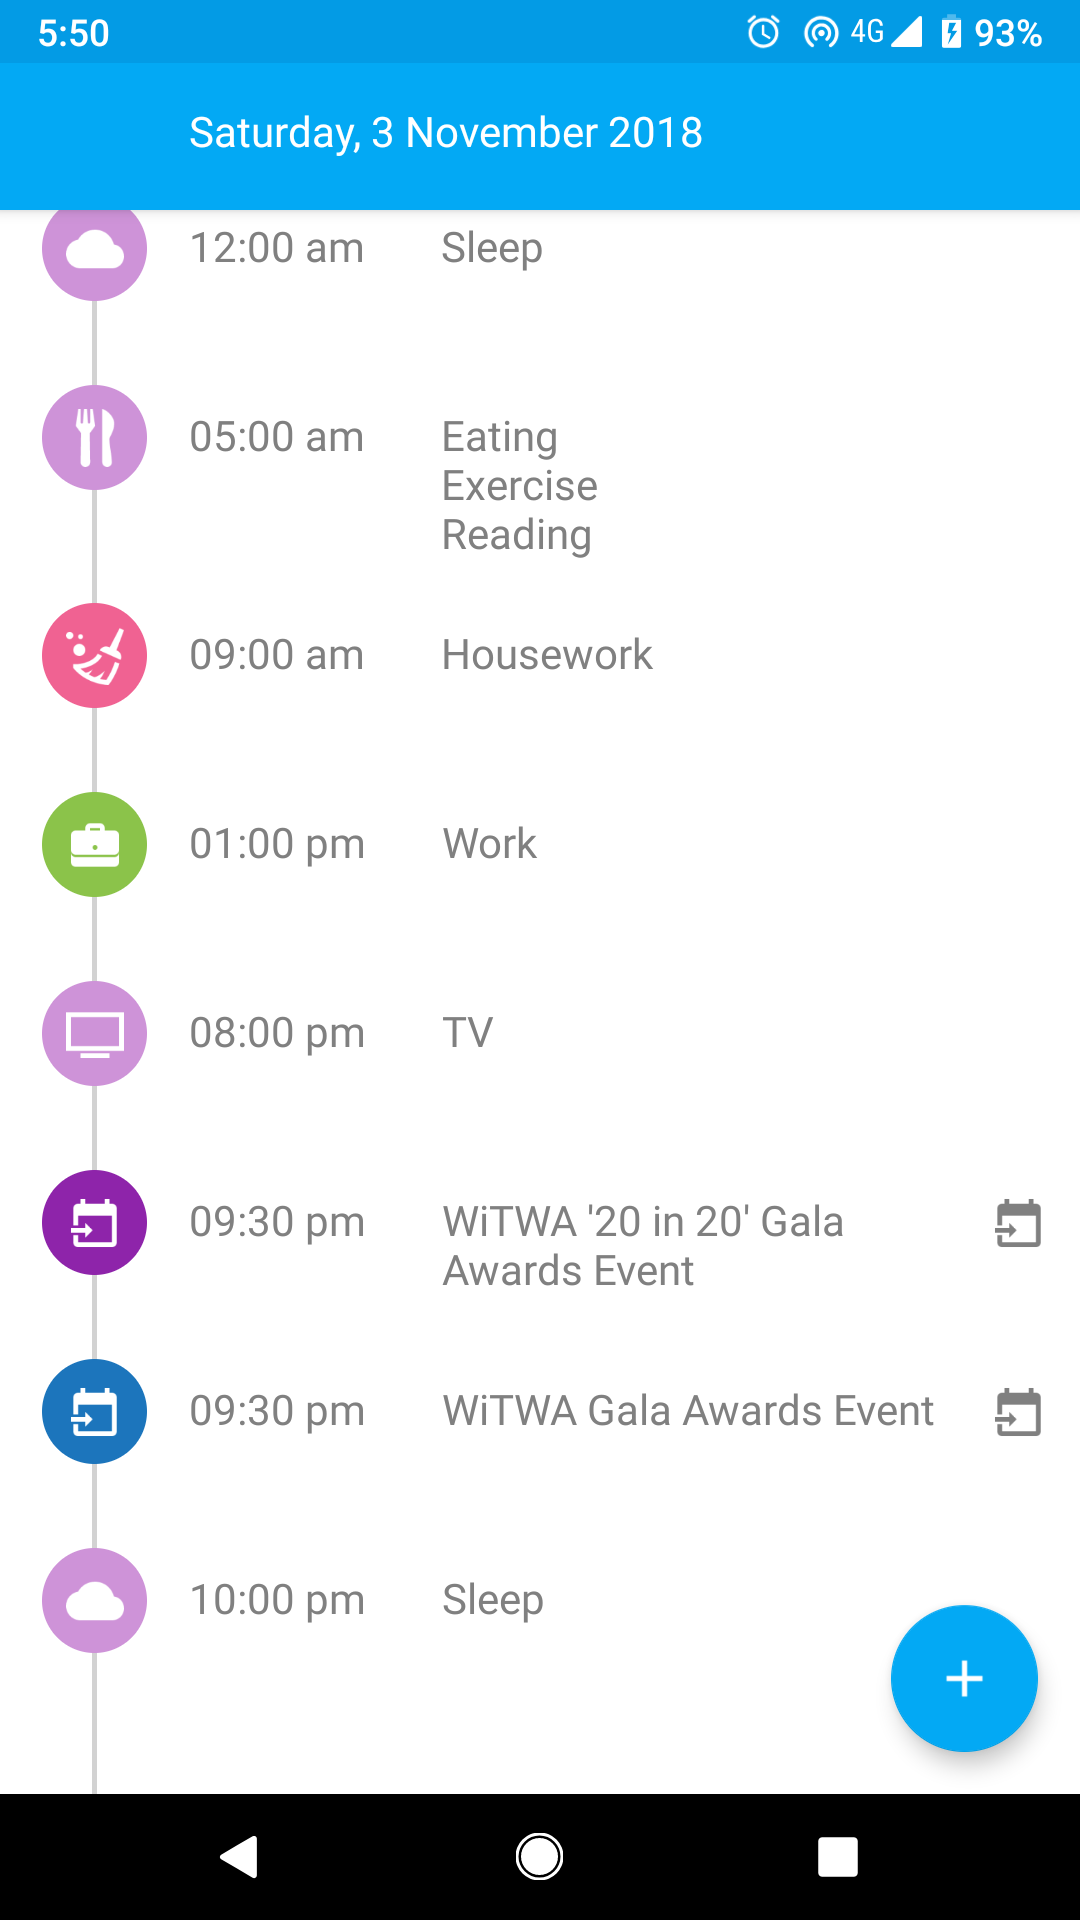 5:50 4G 93%
Saturday, 3 November 2018
12:00 am Sleep
05:00 am Eating
Exercise
Reading
09:00 am Housework
01:00 pm Work
08:00 pm TV
09:30 pm WiTWA '20 in 20' Gala
Awards Event
09:30 pm WiTWA Gala Awards Event
10:00 pm Sleep